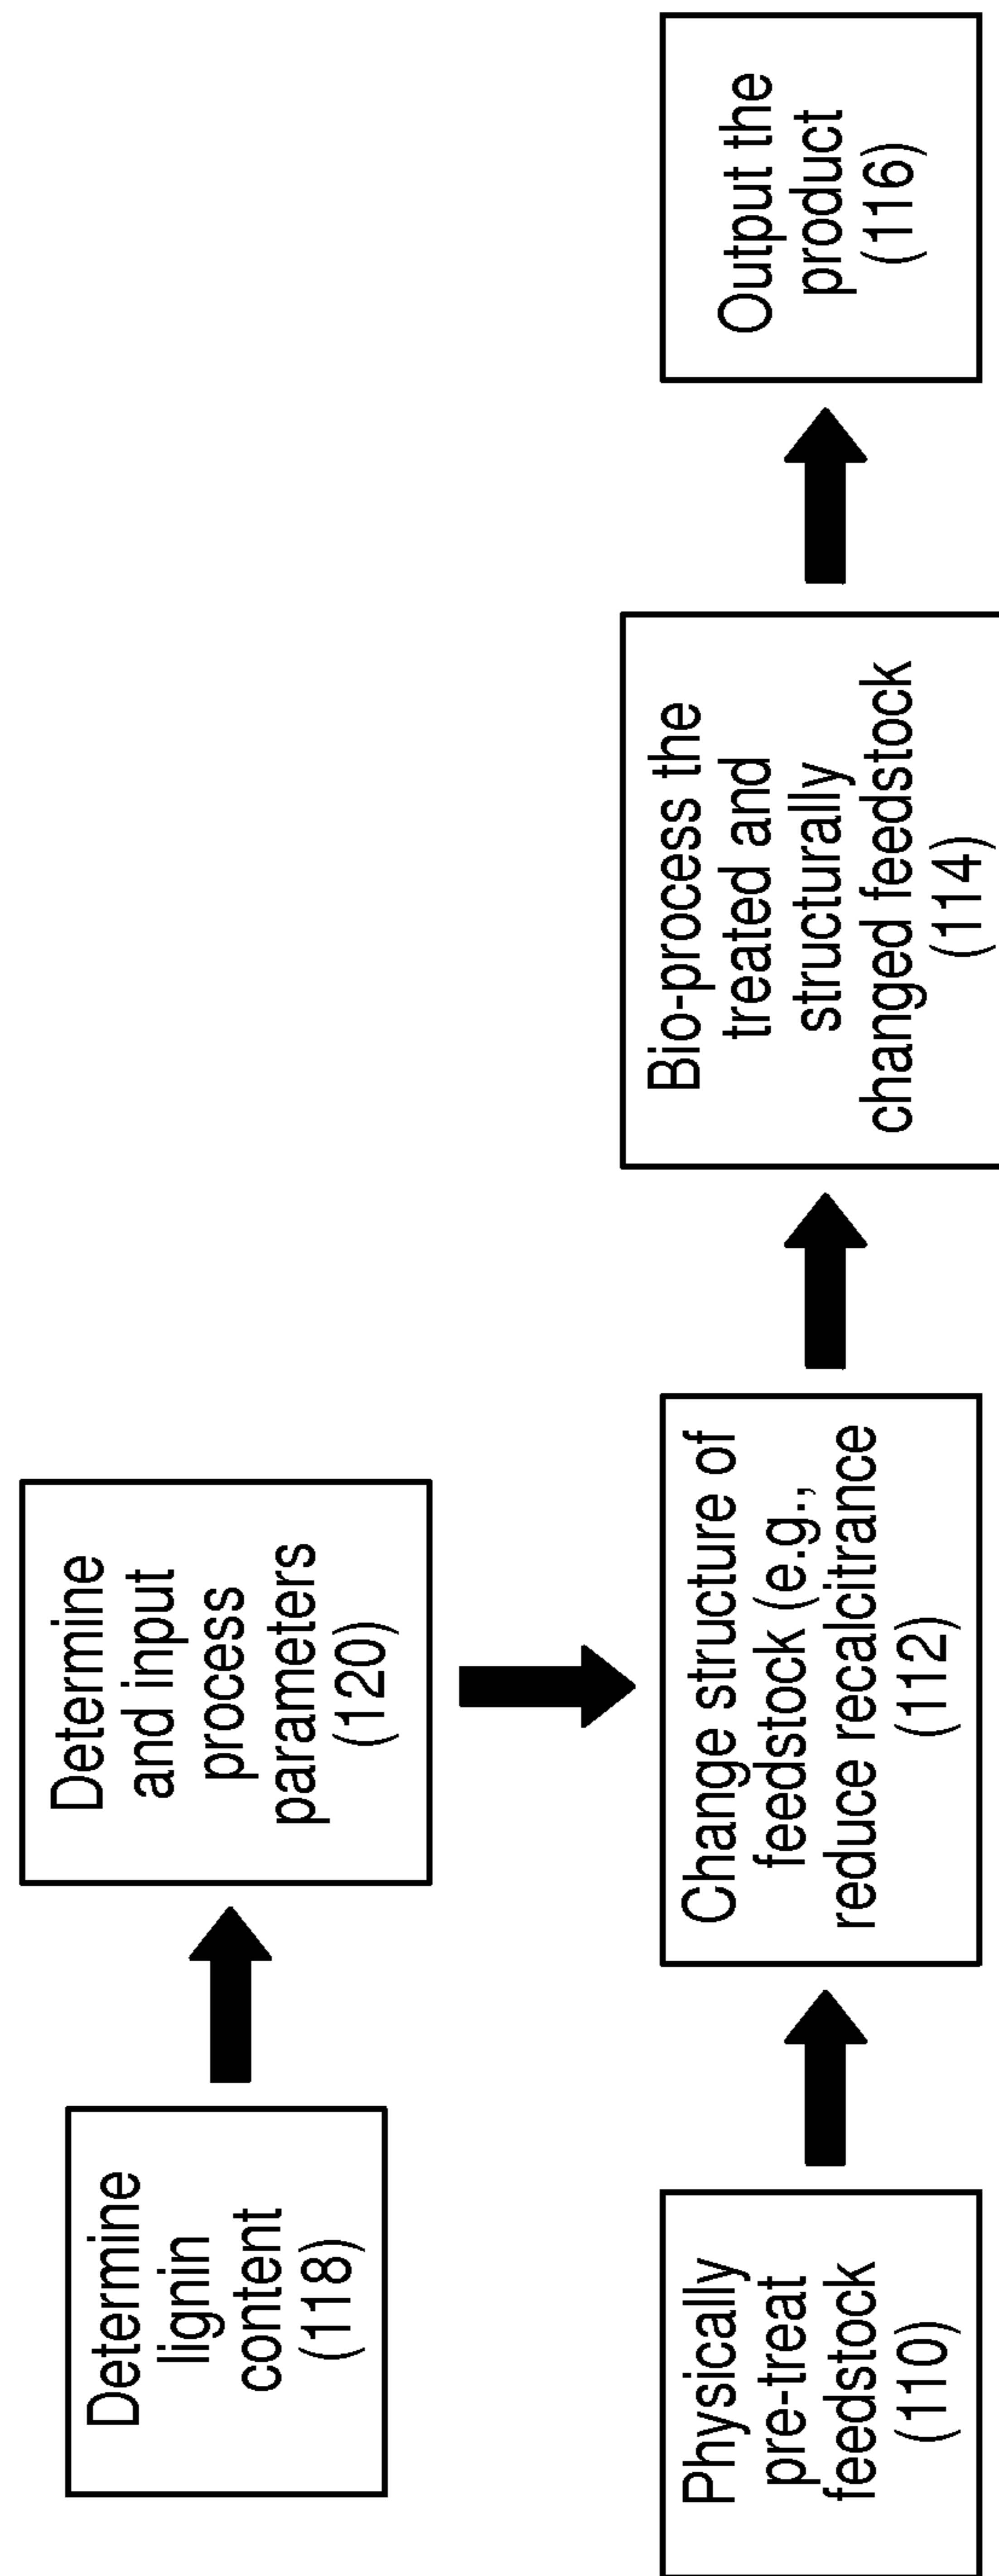 Determine
lignin
content
(118)
Determine
and input
process
parameters
(120)
Physically
pre-treat
feedstock
(110)
Change structure of
feedstock (e.g.,
reduce recalcitrance
(112)
Bio-process the
treated and
structurally
changed feedstock
(114)
Output the
product
(116)